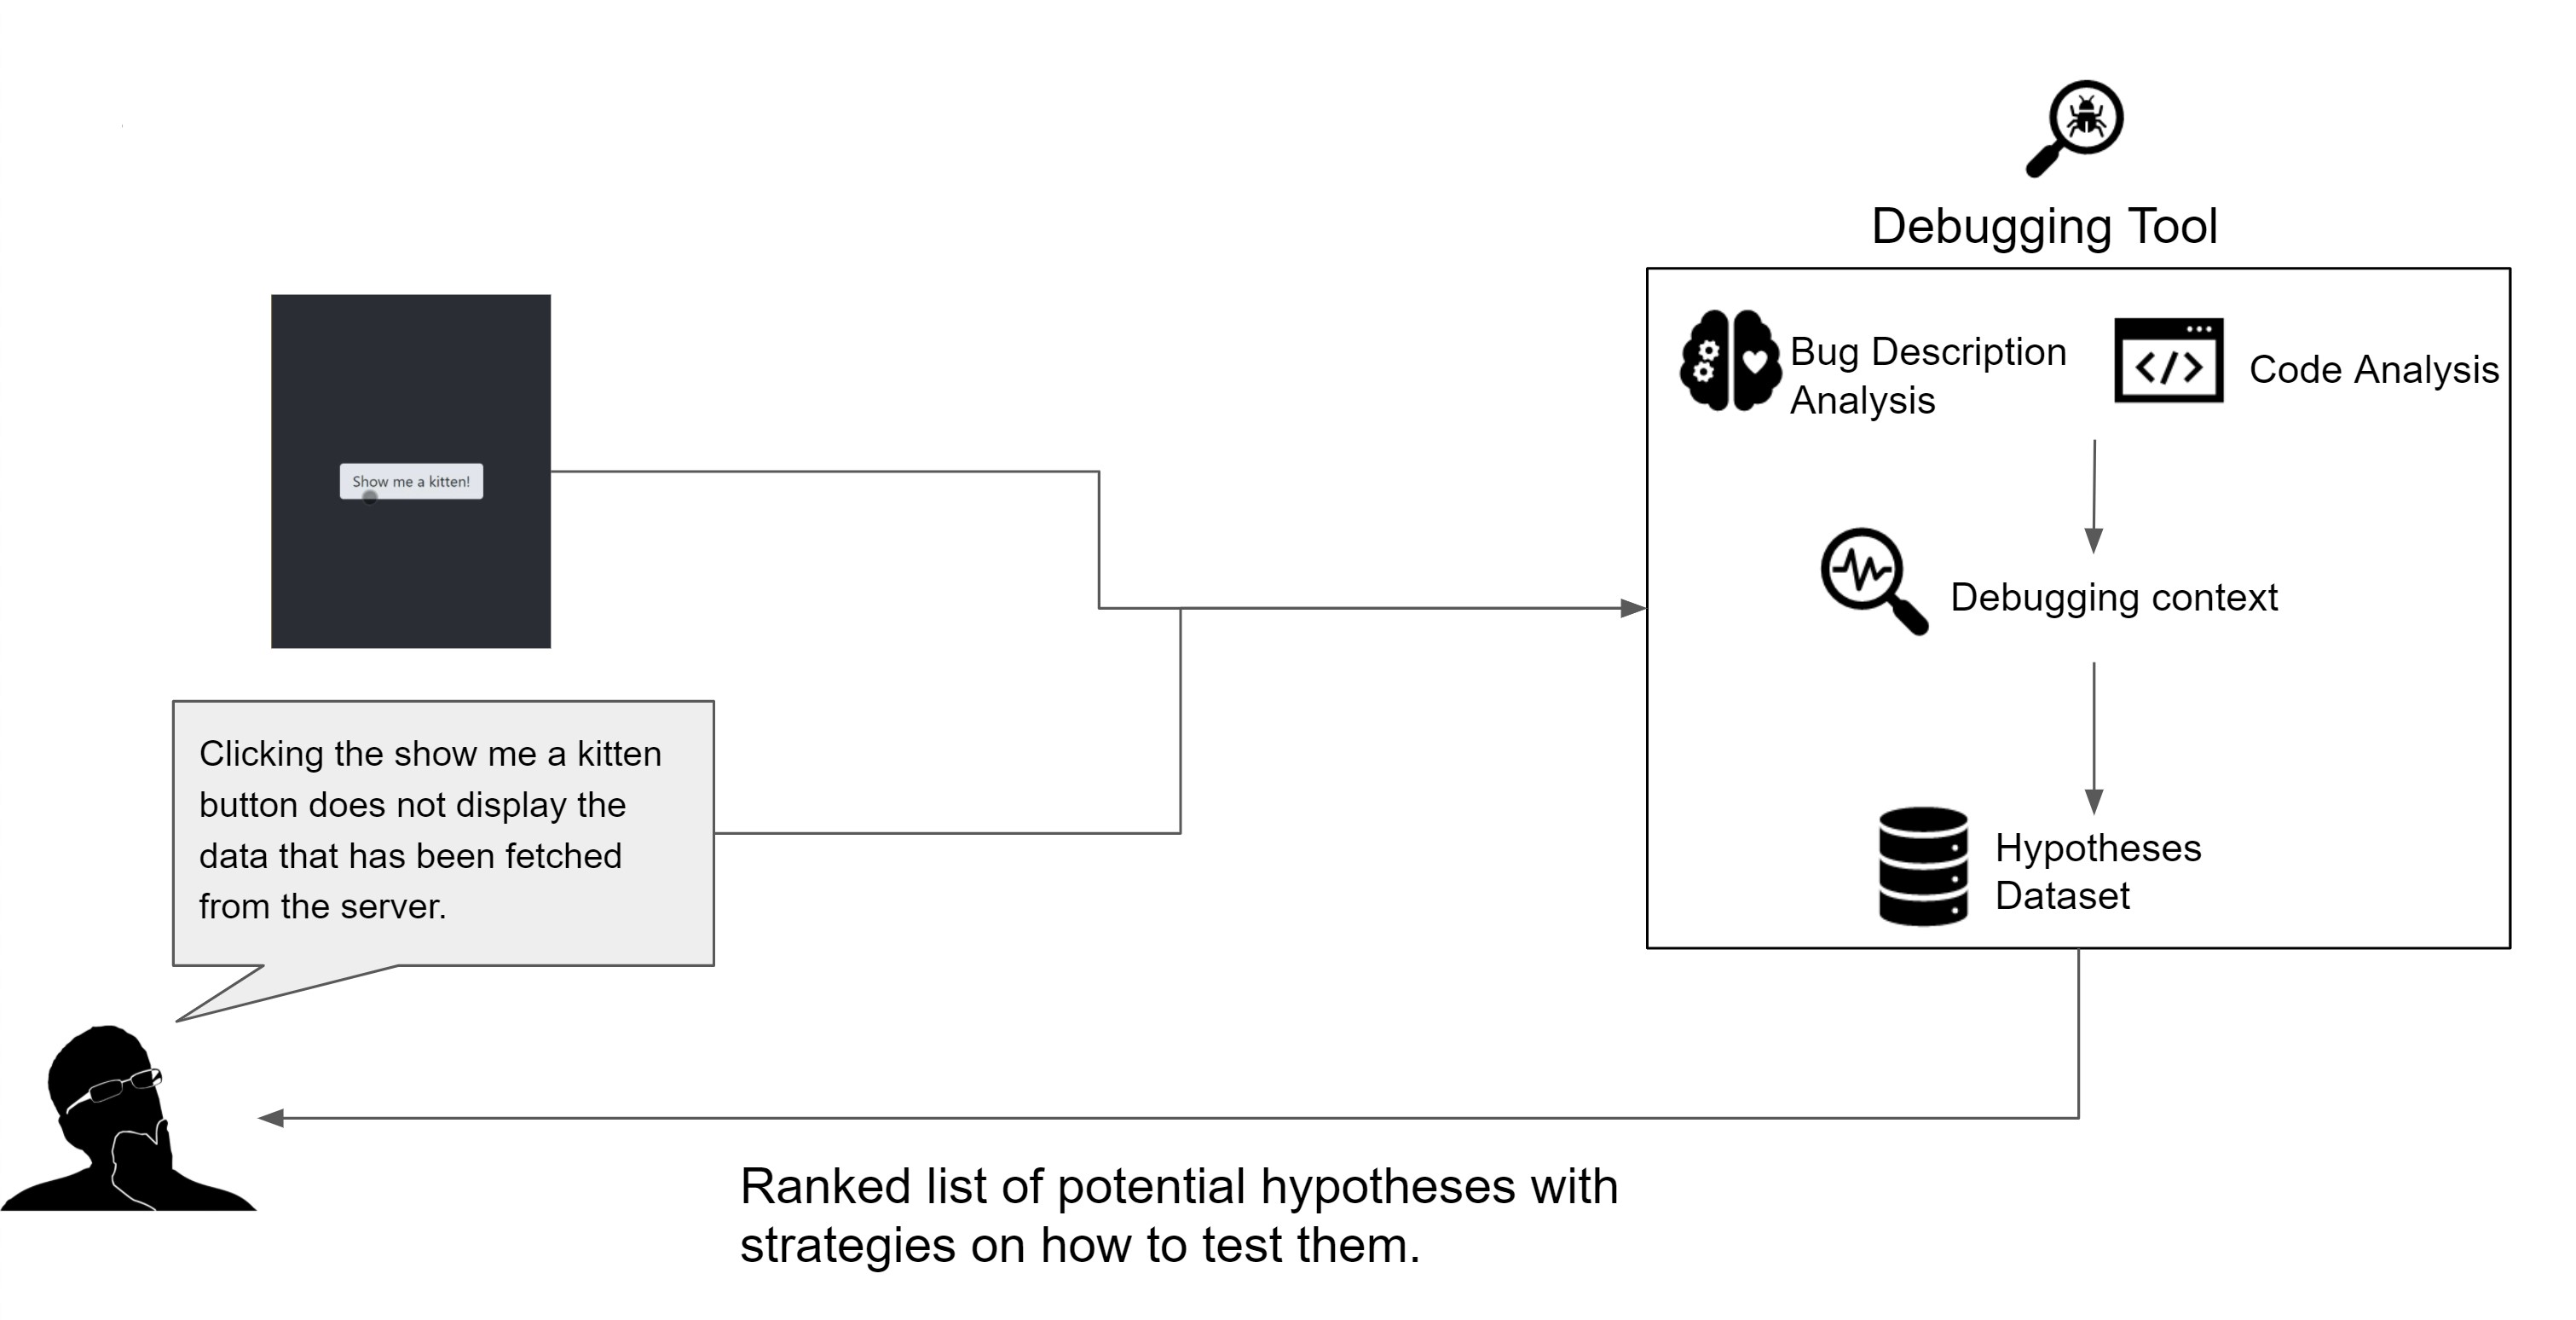 Debugging Tool
Bug Description
Analysis
Code Analysis
Show me a kitten!
Debugging context
Clicking the show me a kitten
button does not display the
data that has been fetched
from the server.
Hypotheses
Dataset
Ranked list of potential hypotheses with
strategies on how to test them.